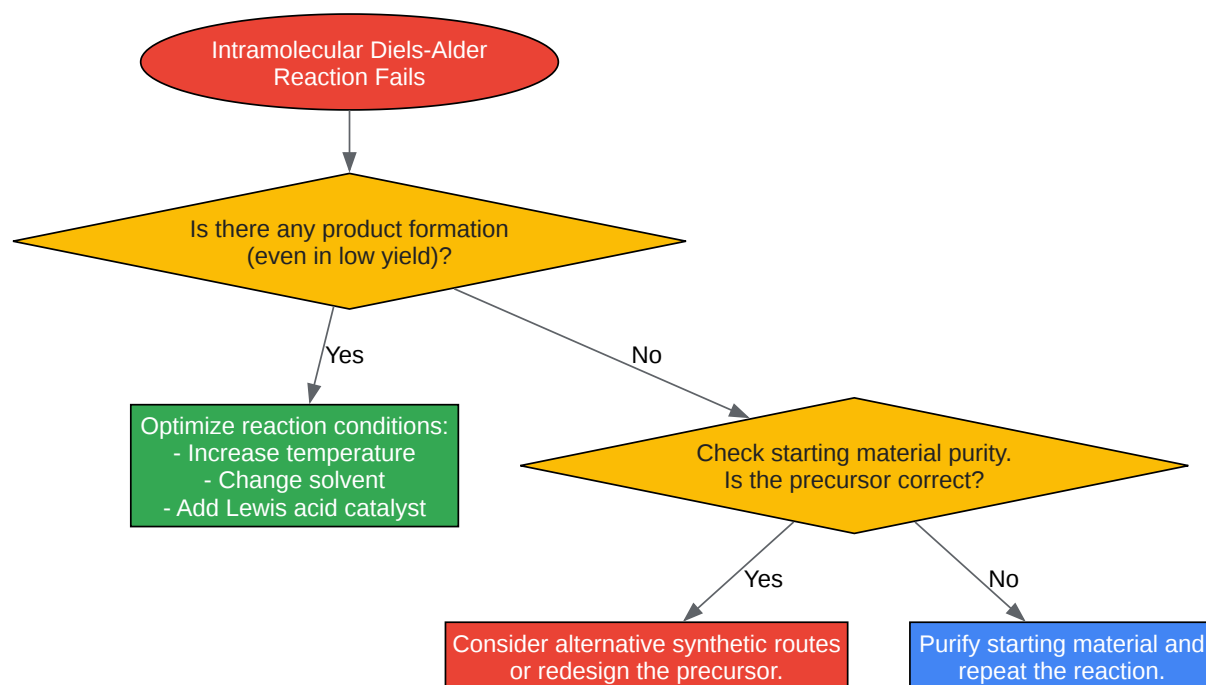 Intramolecular Diels-Alder
Reaction Fails
Is there any product formation
(even in low yield)?
Yes
No
Optimize reaction conditions:
- Increase temperature
- Change solvent
- Add Lewis acid catalyst
Check starting material purity.
Is the precursor correct?
Yes
No
Consider alternative synthetic routes
or redesign the precursor.
Purify starting material and
repeat the reaction.